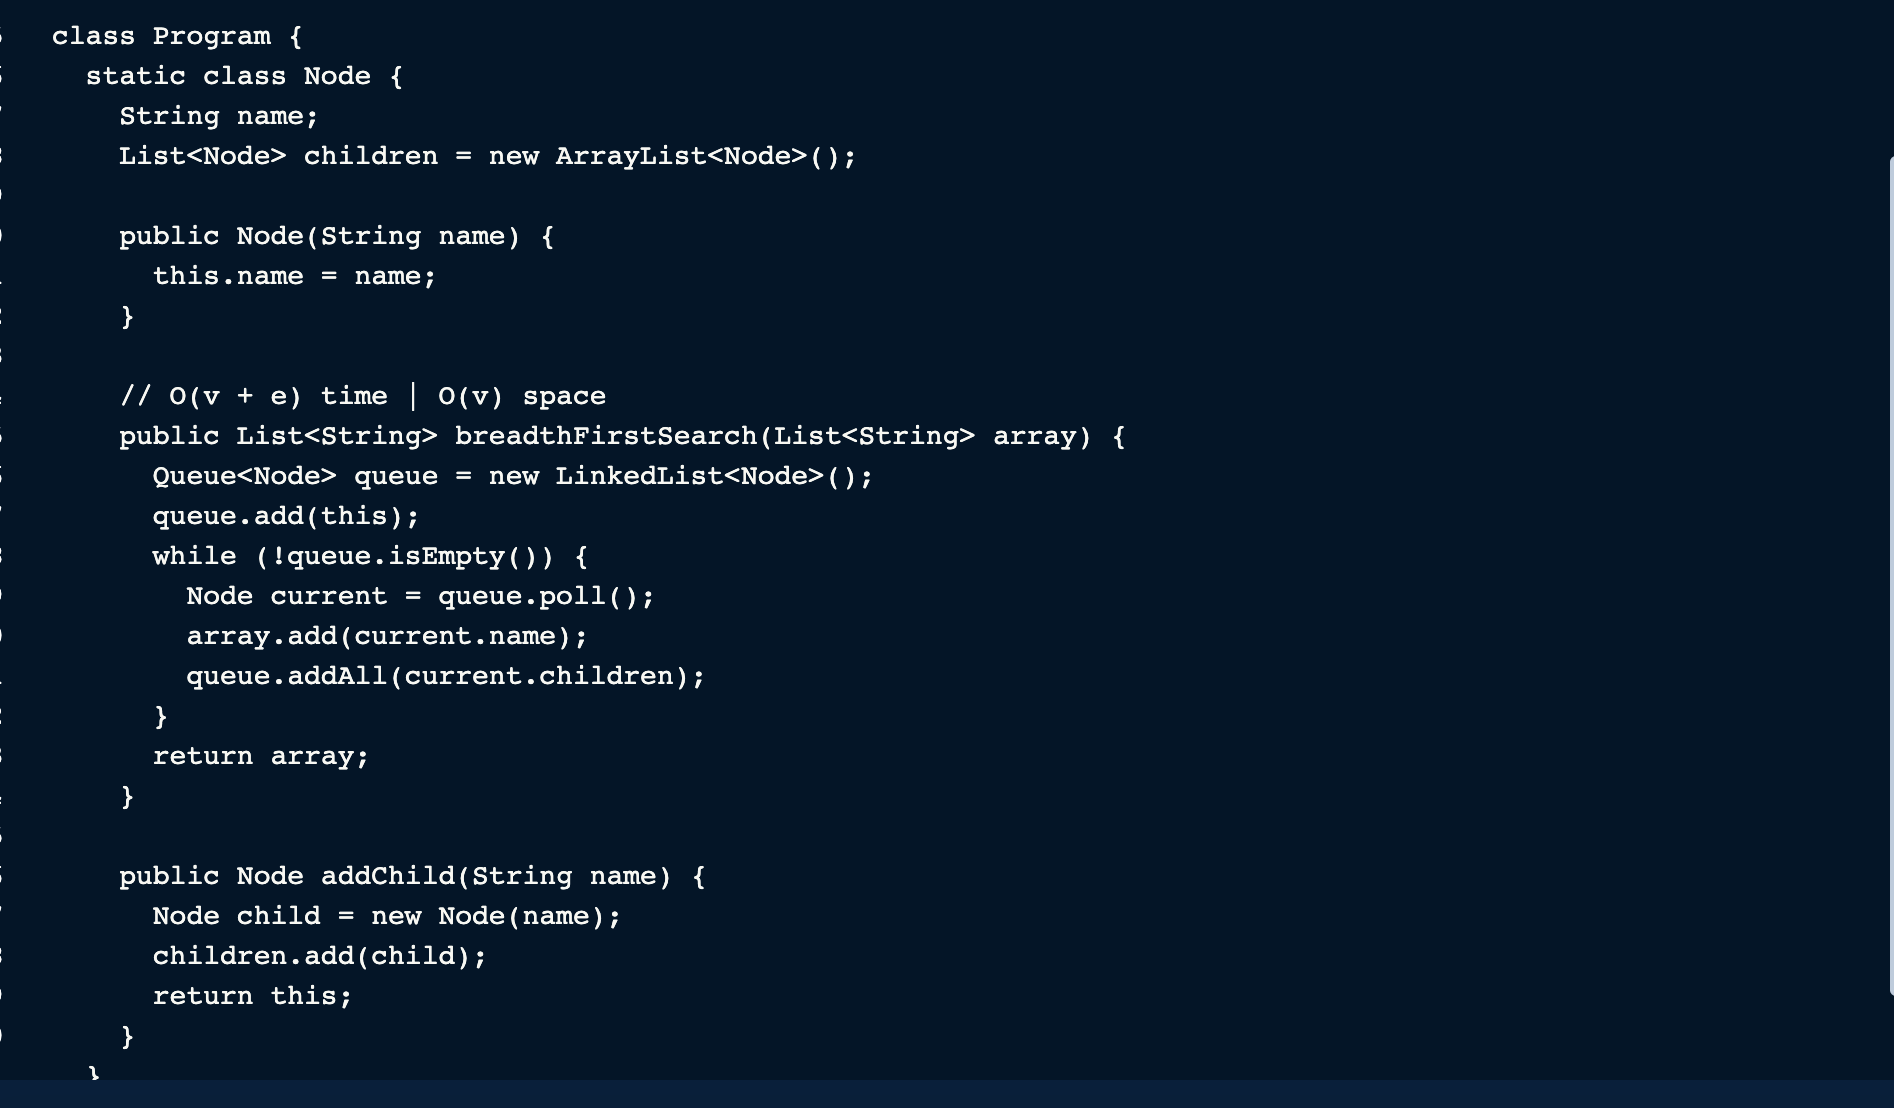 class Program {
static class Node {
String name;
List<Node> children = new ArrayList<Node>();
public Node(String name) {
this.name = name;
}
// O(v + e) time | O(v) space
public List<String> breadthFirstSearch(List<String> array) {
Queue<Node> queue = new LinkedList<Node>();
queue.add(this);
while (!queue.isEmpty()) {
Node current = queue.poll();
array.add(current.name);
queue.addAll(current.children);
}
return array;
}
public Node addChild(String name) {
Node child = new Node(name);
children.add(child);
return this;
}
}